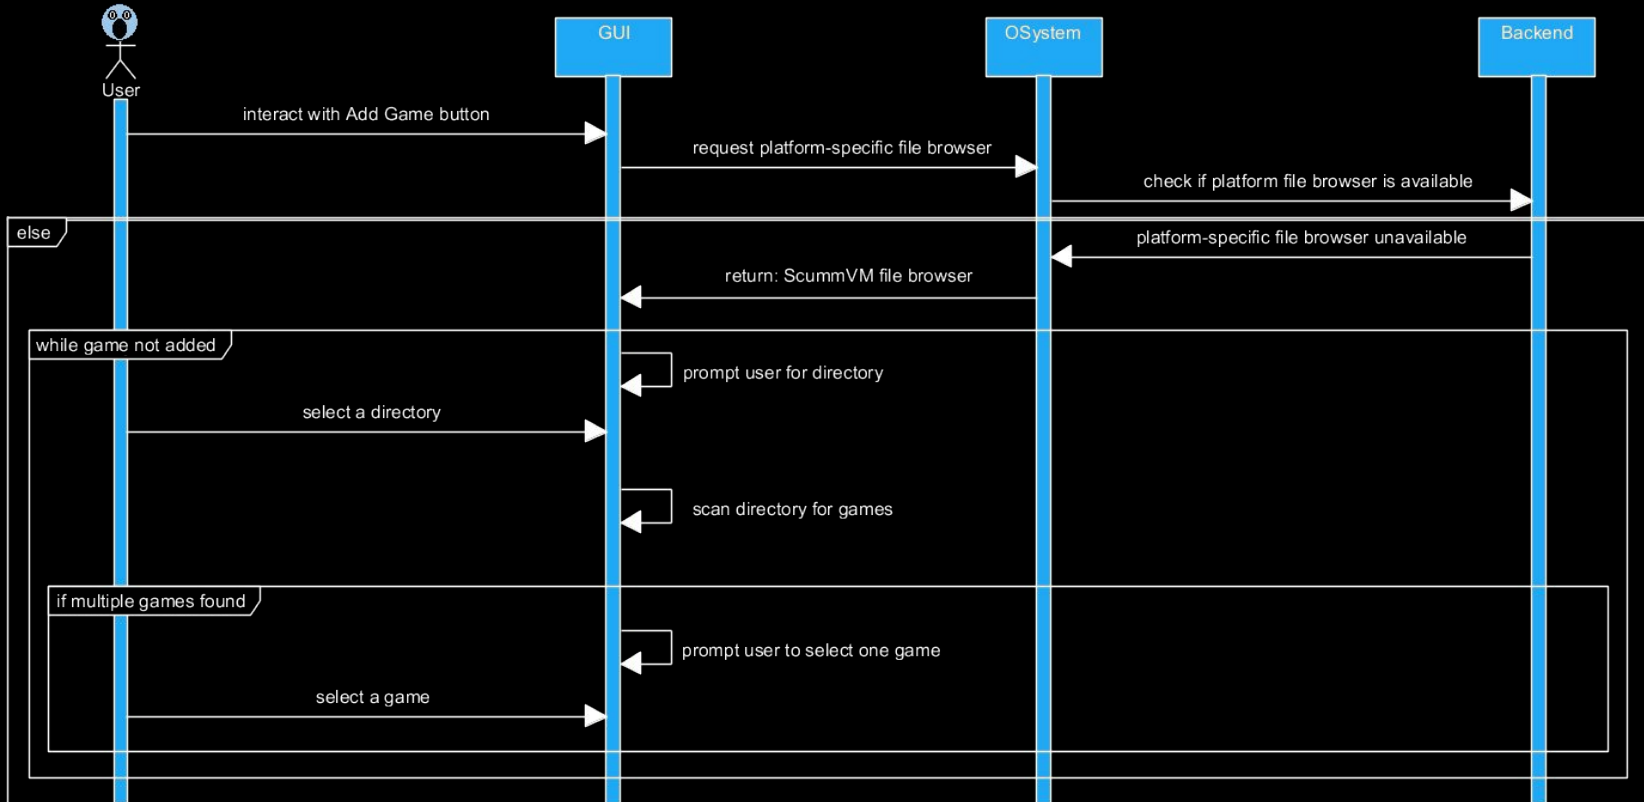 GUI
OSystem
Backend
User
interact with Add Game button
request platform-specific file browser
check if platform file browser is available
else
platform-specific file browser unavailable
return: ScummVM file browser
while game not added
prompt user for directory
select a directory
scan directory for games
if multiple games found
prompt user to select one game
select a game